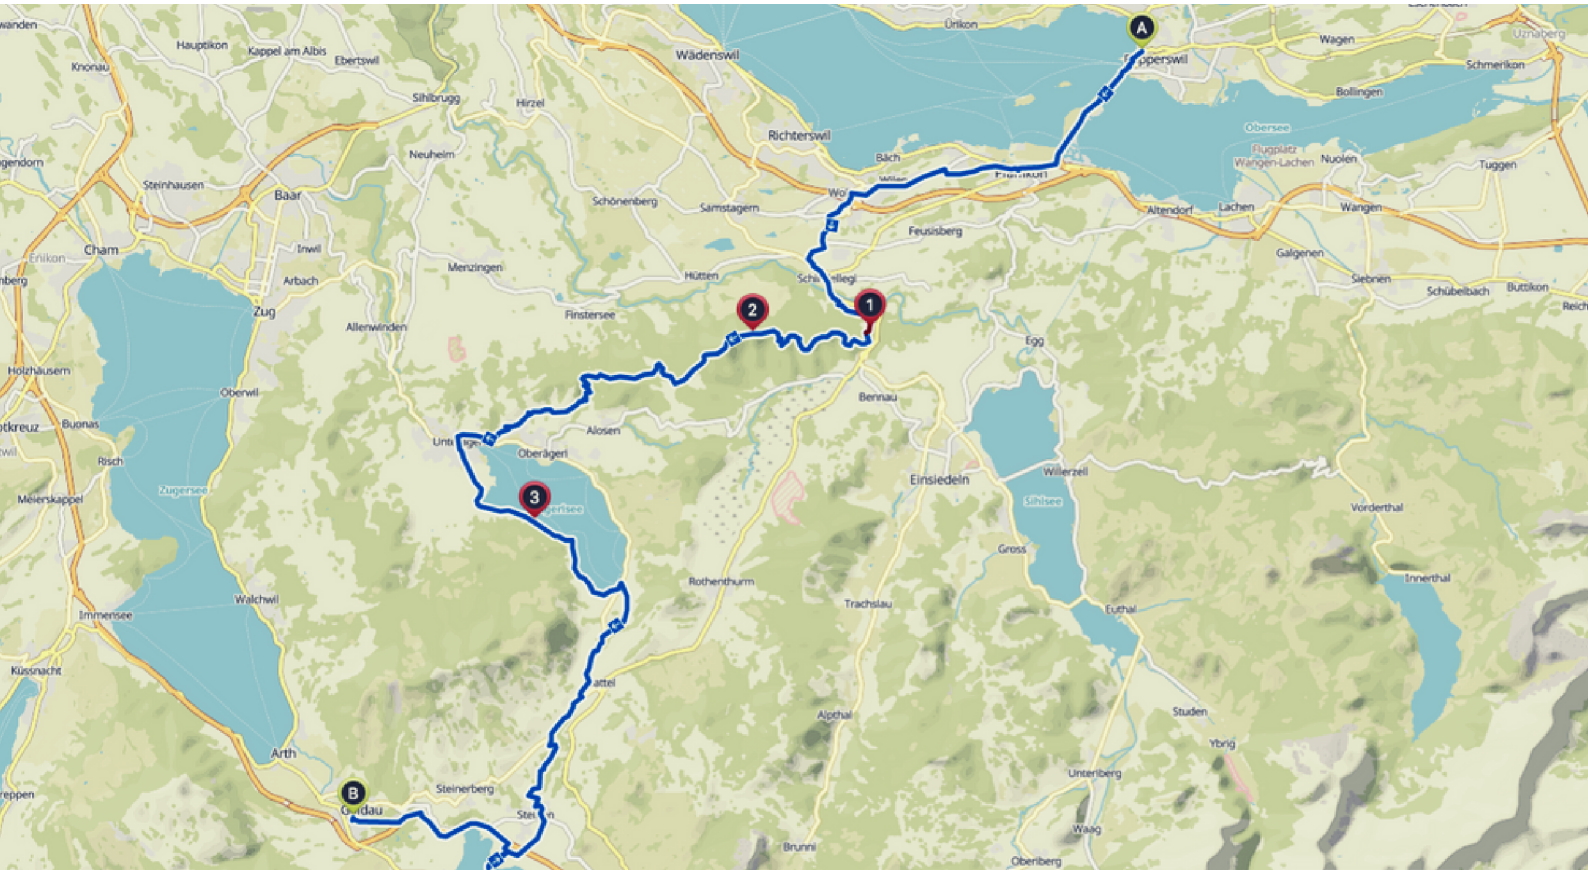 Ürikon
A
Wagen
Uznaberg
Hauptikon
Kappel am Albis
Ebertswil
Wädenswil
Knonau
Schmerikon
Bollingen
Sihlbrugg
Hirzel
Richterswil
Obersee
Flugplatz
Wangen-Lachen
Nuolen
Tuggen
Bäch
Neuheim
Steinhausen
Baar
Schönenberg
Samstagern
Altendorf
Lachen
Wangen
Feusisberg
Cham
Inwil
Enikon
Galgenen
Siebnen
Schübelbach
Buttikon
Menzingen
Hütten
Arbach
1
2
Zug
Finstersee
Allenwinden
Egg
Holzhäusern
Oberwil
Bennau
Buonas
Alosen
Oberägeri
Risch
Willerzell
Einsiedeln
Zugersee
Meierskappel
3
Sihlsee
Vorderthal
Gross
Rothenthurm
Innerthal
Walchwil
Trachslau
Euthal
Immensee
Küssnacht
Studen
Alpthal
Ybrig
Arth
Unteriberg
B
Steinerberg
Waag
Brunni
Oberiberg